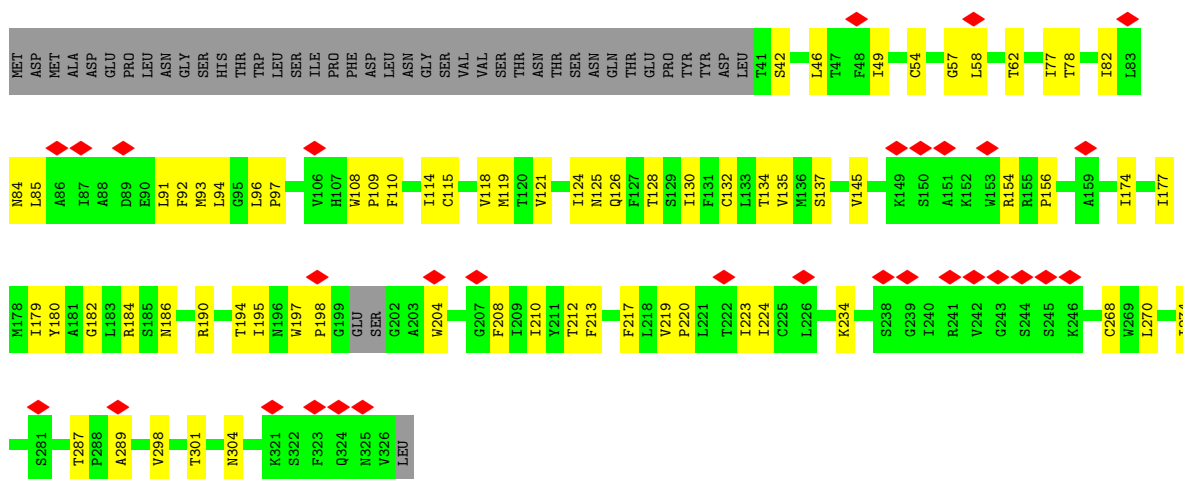 MET ASP MET ALA ASP GLU PRO LEU ASN GLY SER HIS THR TRP LEU SER ILE PRO PHE ASP LEU ASN GLY SER VAL VAL SER THR ASN THR SER ASN GLN THR GLU PRO TYR TYR ASP LEU T41 S42 L46 T47 F48 I49 C54 G57 L58 T62 I77 T78 I82 L83
N84 L85 A86 I87 A88 D89 E90 L91 F92 M93 L94 G95 L96 P97 V106 H107 W108 P109 F110 I114 C115 V118 M119 T120 V121 I124 N125 Q126 F127 T128 S129 I130 F131 C132 L133 T134 V135 M136 S137 V145 K149 S150 A151 K152 W153 R154 R155 P156 A159 I174 I177
M178 I179 Y180 A181 G182 L183 R184 S185 N186 R190 T194 I195 N196 W197 P198 G199 GLU SER G202 A203 W204 G207 F208 I209 I210 Y211 T212 F213 F217 L218 V219 P220 L221 T222 I223 I224 C225 L226 K234 S238 G239 I240 R241 V242 G243 S244 S245 K246 C268 W269 L270
S281 T287 P288 A289 V298 T301 N304 K321 S322 F323 Q324 N325 V326 LEU